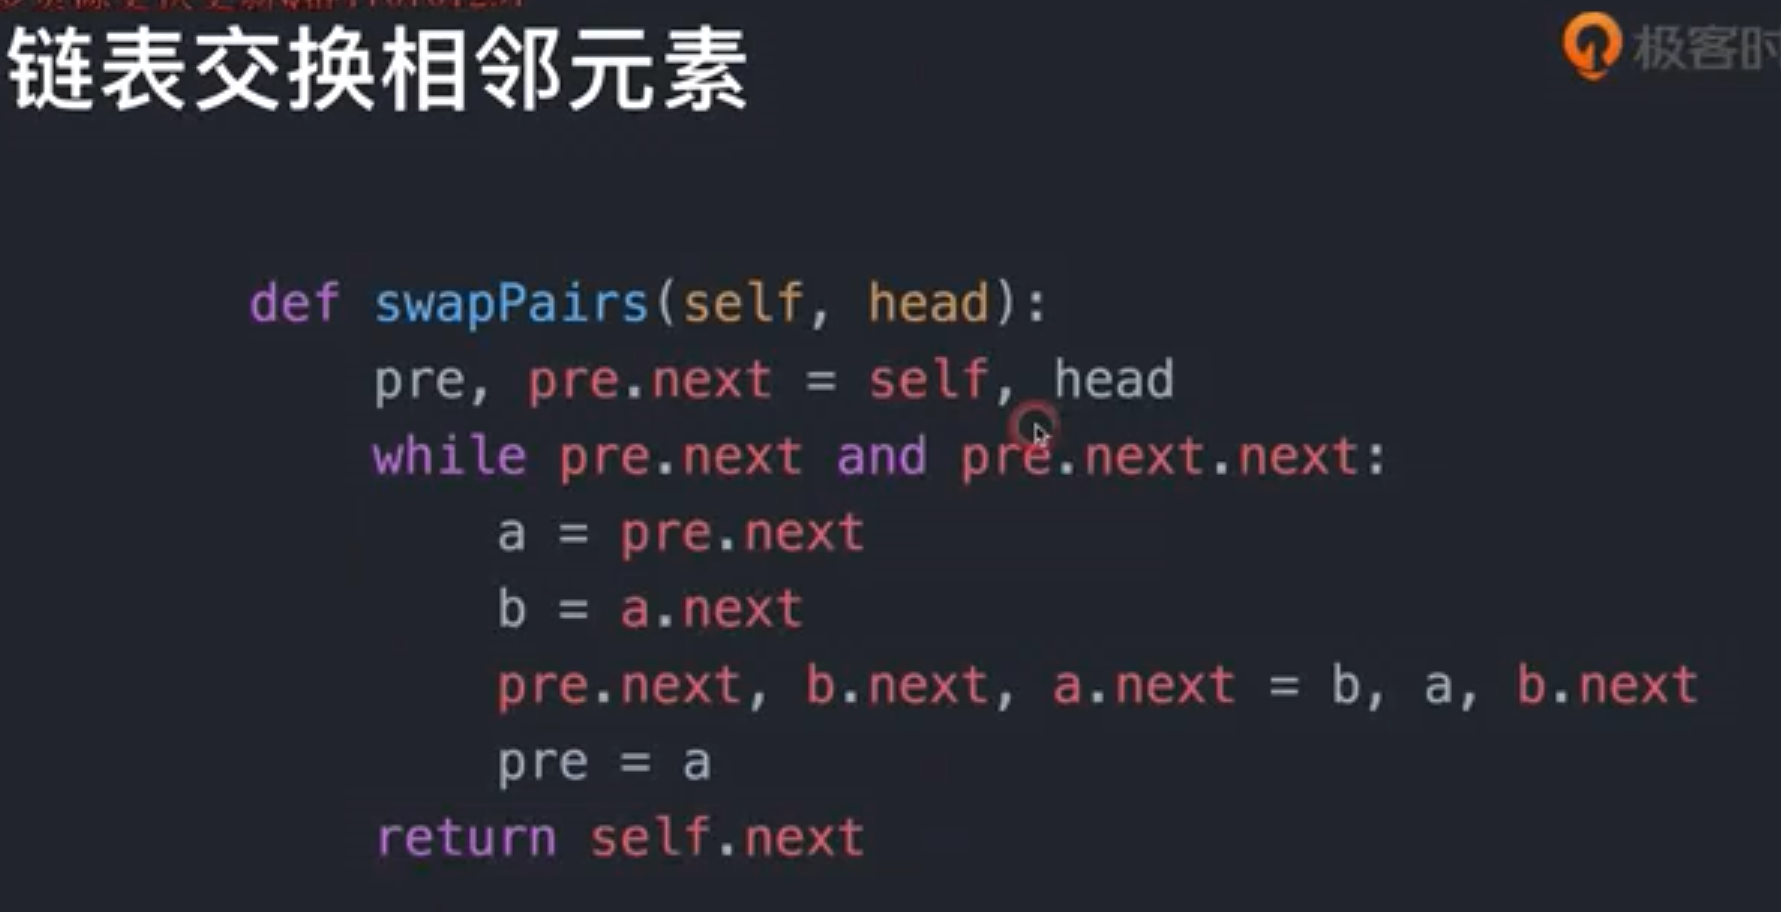 链表交换相邻元素
极客时
def swapPairs(self, head):
pre, pre.next = self, head
while pre.next and pre.next.next:
a = pre.next
b = a.next
pre.next, b.next, a.next = b, a, b.next
pre = a
return self.next